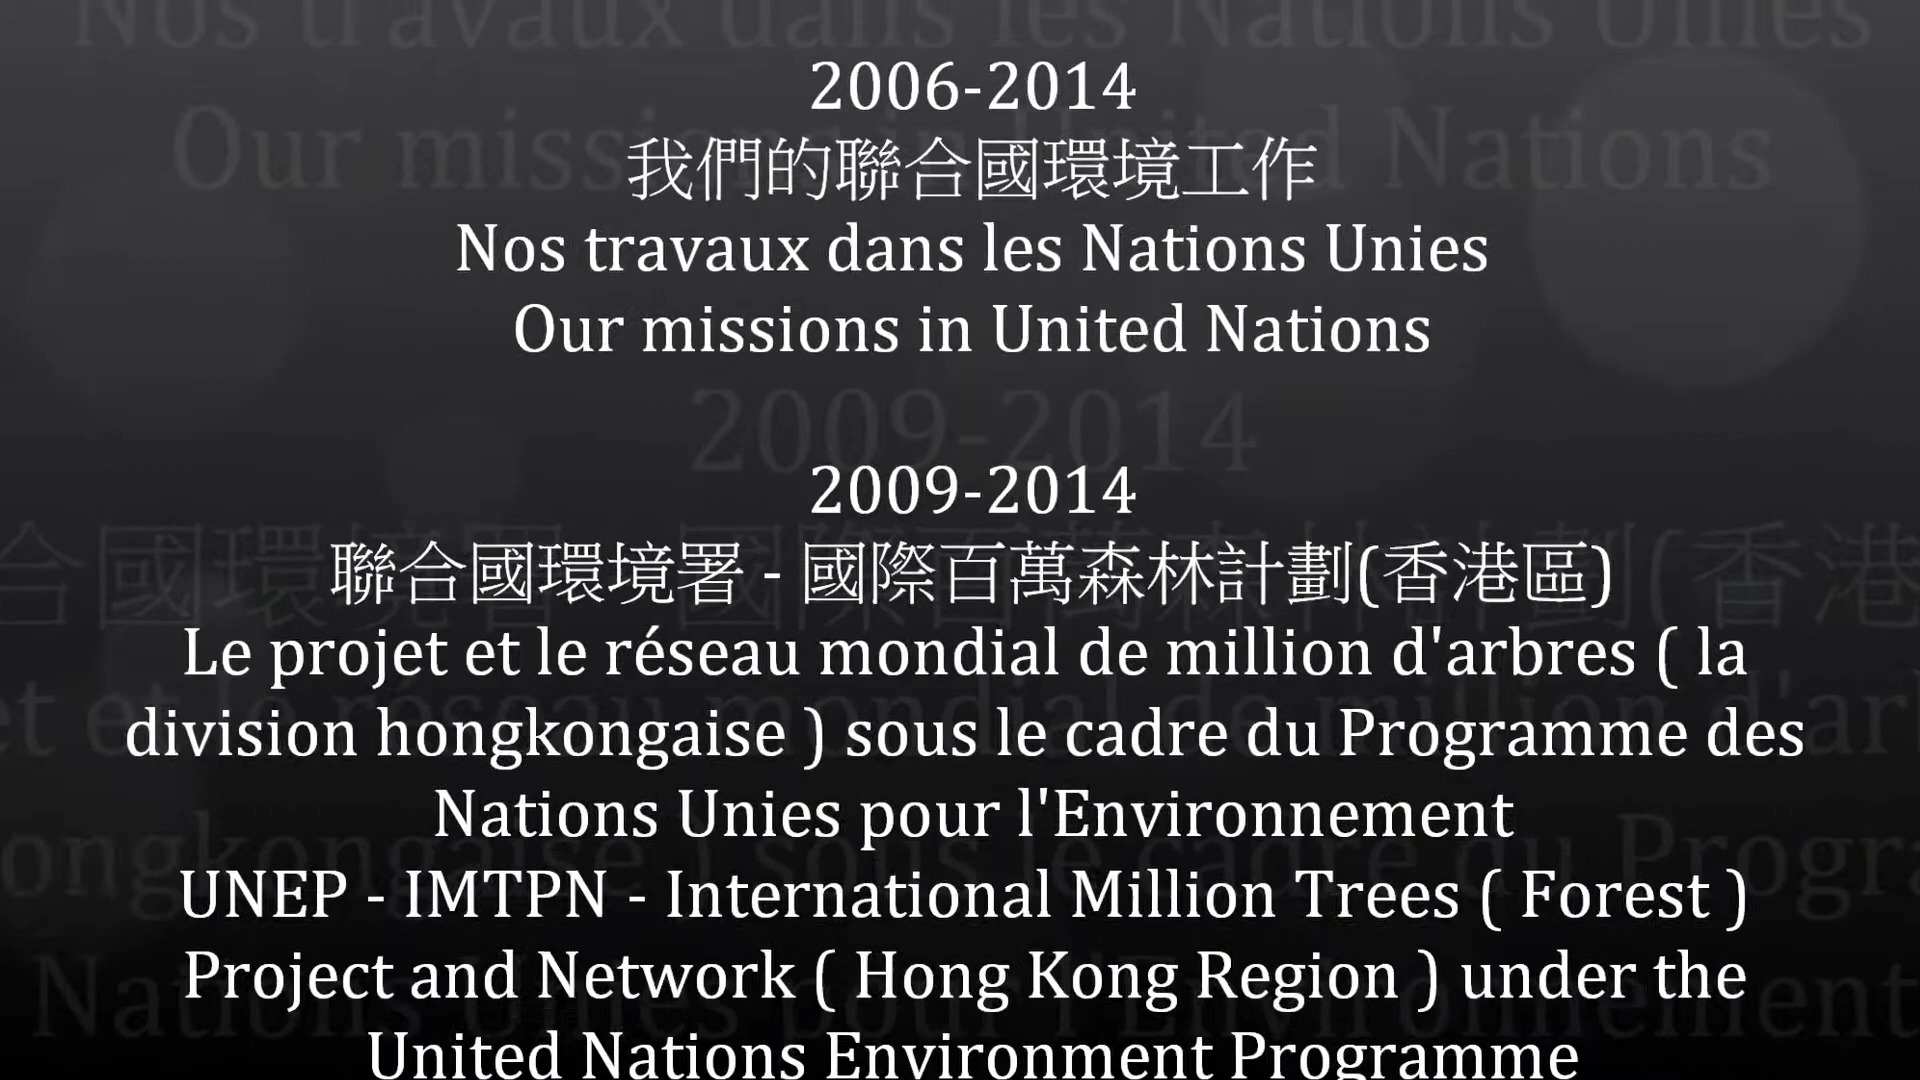 2006-2014
我們的聯合國環境工作
Nos travaux dans les Nations Unies
Our missions in United Nations
2009-2014
聯合國環境署 - 國際百萬森林計劃(香港區)
Le projet et le réseau mondial de million d'arbres ( la
division hongkongaise ) sous le cadre du Programme des
Nations Unies pour l'Environnement
UNEP - IMTPN - International Million Trees ( Forest )
Project and Network ( Hong Kong Region ) under the
United Nations Environment Programme